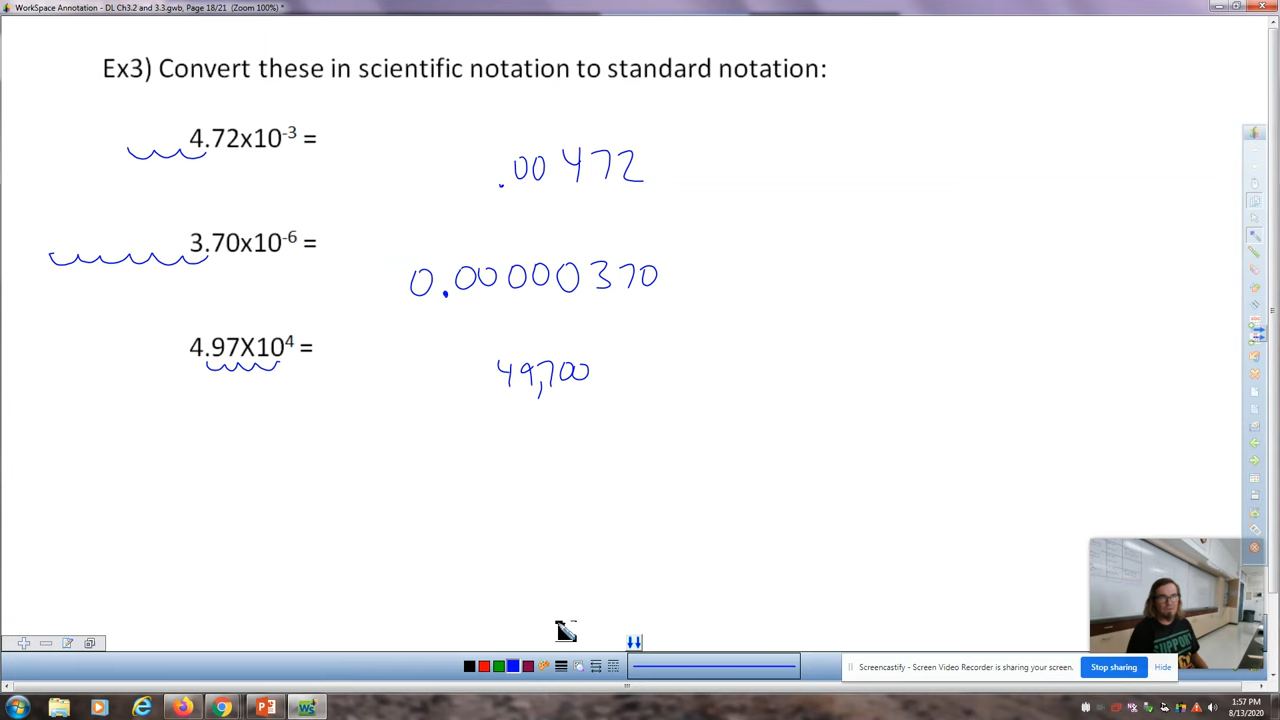 WorkSpace Annotation - DL Ch3.2 and 3.3.gwb, Page 18/21 (Zoom 100%) *
Ex3) Convert these in scientific notation to standard notation:
4.72x10⁻³ =
.00472
3.70x10⁻⁶ =
0.00000370
4.97X10⁴ =
49,700
SUPPORT
Screencastify - Screen Video Recorder is sharing your screen.
Stop sharing
Hide
1:57 PM
8/13/2020